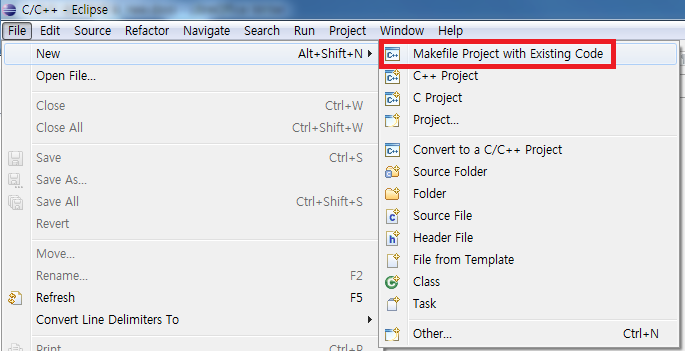 C/C++ - Eclipse
File Edit Source Refactor Navigate Search Run Project Window Help
New Alt+Shift+N
Open File...
Close Ctrl+W
Close All Ctrl+Shift+W
Save Ctrl+S
Save As...
Save All Ctrl+Shift+S
Revert
Move...
Rename... F2
Refresh F5
Convert Line Delimiters To
Print... Ctrl+P
Makefile Project with Existing Code
C++ Project
C Project
Project...
Convert to a C/C++ Project
Source Folder
Folder
Source File
Header File
File from Template
Class
Task
Other... Ctrl+N